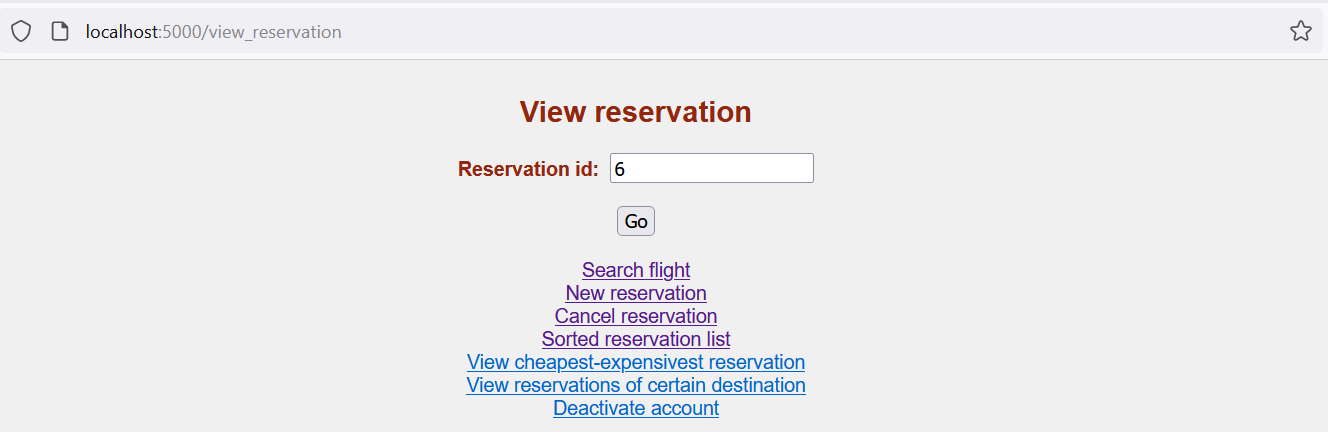 localhost:5000/view_reservation
View reservation
Reservation id: 6
Go
Search flight
New reservation
Cancel reservation
Sorted reservation list
View cheapest-expensivest reservation
View reservations of certain destination
Deactivate account